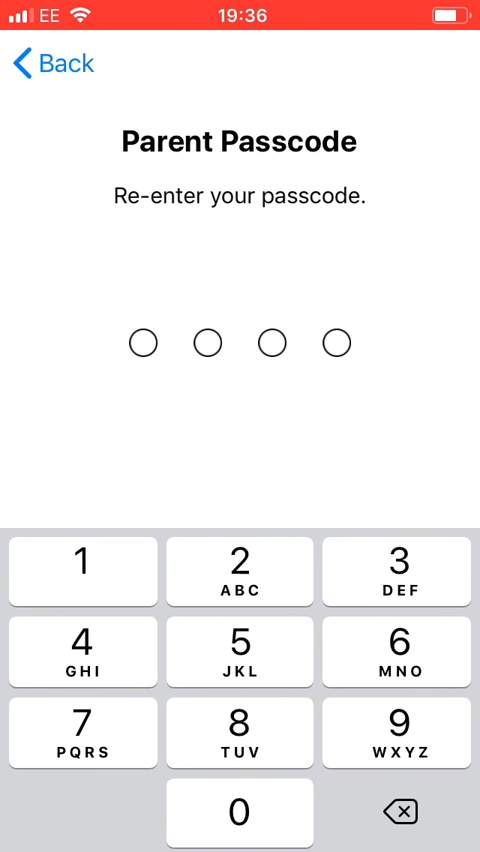 EE 19:36
Back
Parent Passcode
Re-enter your passcode.
1 2 3
ABC DEF
4 5 6
GHI JKL MNO
7 8 9
PQRS TUV WXYZ
0